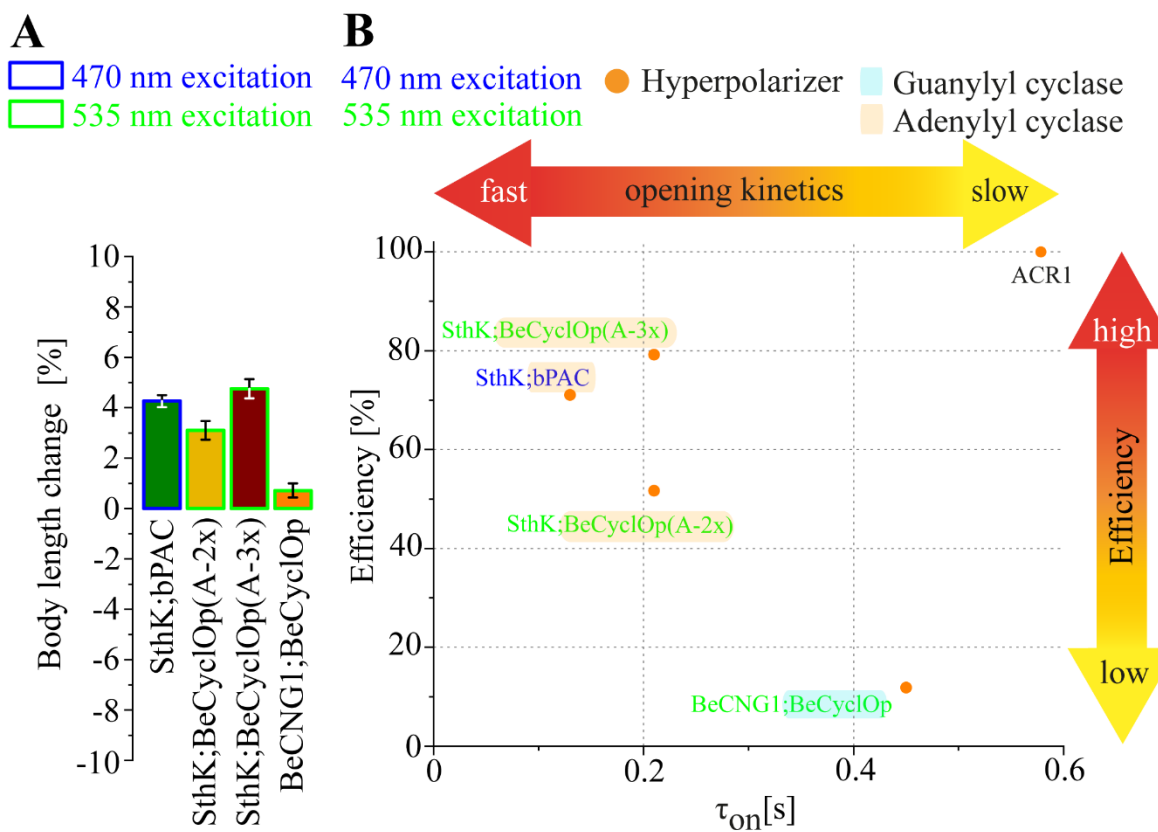 A
470 nm excitation
535 nm excitation
Body length change [%]
10
8
6
4
2
0
-2
-4
-6
-8
-10
SthK;bPAC
SthK;BeCyclOp(A-2x)
SthK;BeCyclOp(A-3x)
BeCNG1;BeCyclOp
B
470 nm excitation
535 nm excitation
Hyperpolarizer
Guanylyl cyclase
Adenylyl cyclase
fast opening kinetics slow
Efficiency [%]
100
80
60
40
20
0
ACR1
SthK;BeCyclOp(A-3x)
SthK;bPAC
SthK;BeCyclOp(A-2x)
BeCNG1;BeCyclOp
0 0.2 0.4 0.6
τon[s]
high
Efficiency
low